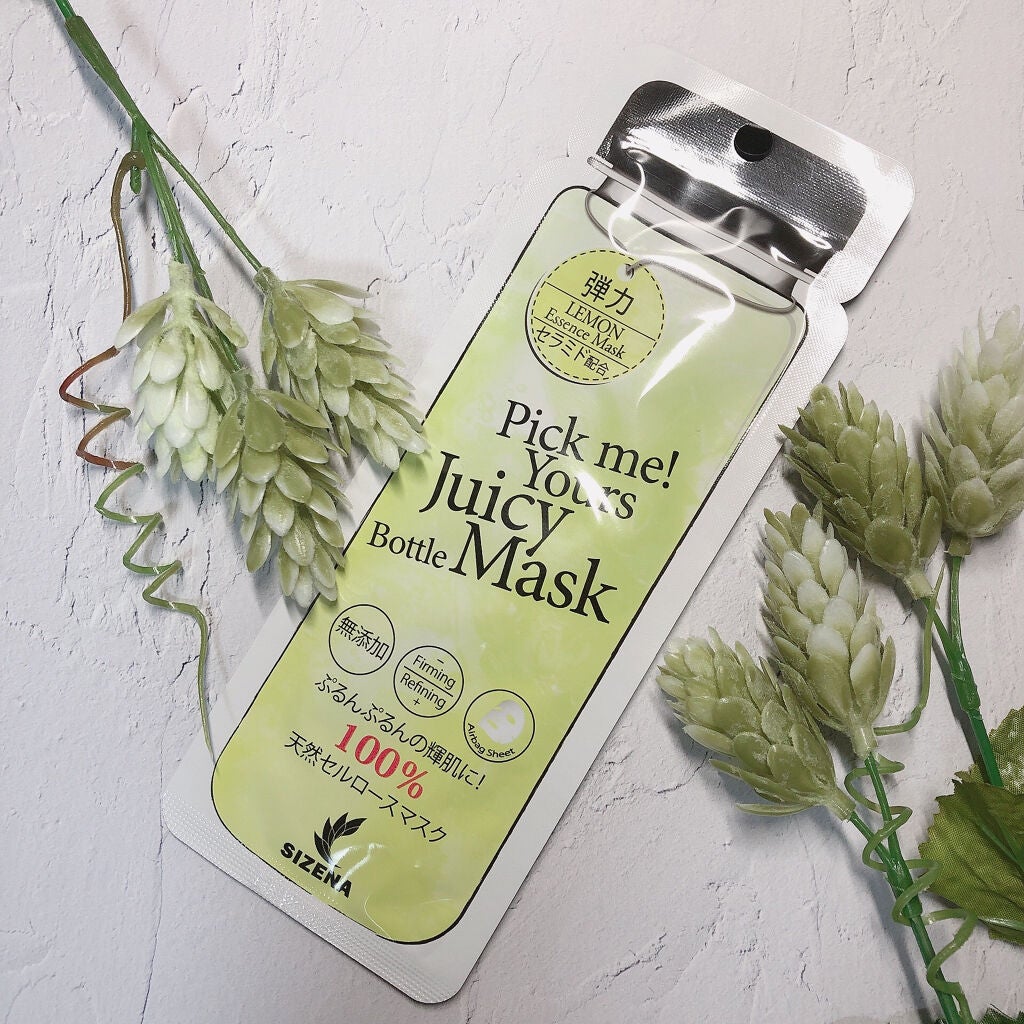 弾力
LEMON
Essence Mask
セラミド配合
Pick me!
Yours
Juicy
Bottle Mask
無添加
−
Firming
Refining
+
Airbag Sheet
ぷるんぷるんの輝肌に!
100%
天然セルロースマスク
SIZENA